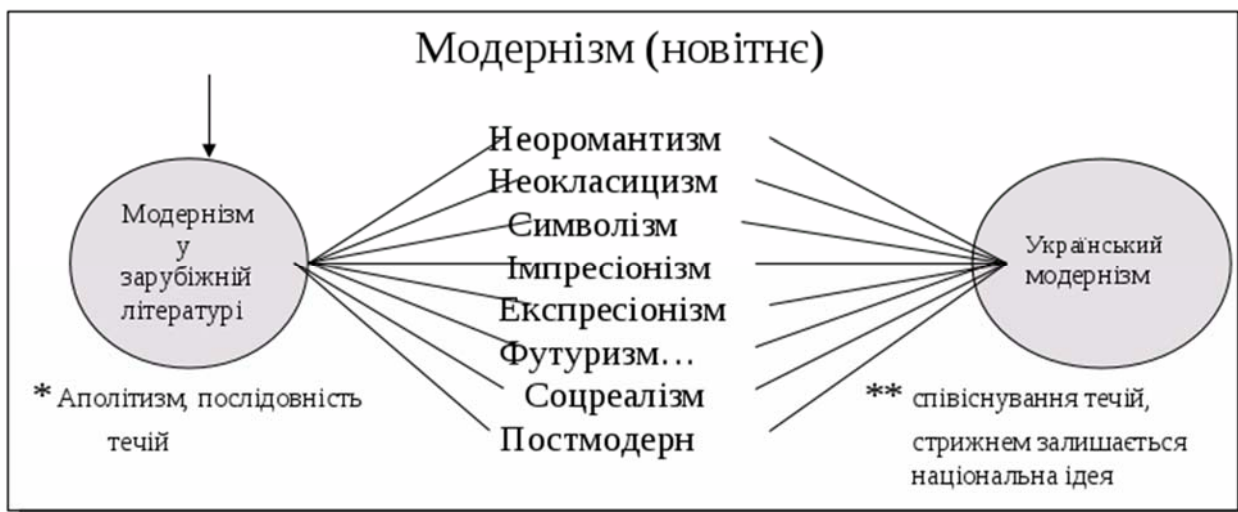 Модернізм (новітнє)
Модернізм
у
зарубіжній
літературі
* Аполітизм, послідовність
течій
Неоромантизм
Неокласицизм
Символізм
Імпресіонізм
Експресіонізм
Футуризм…
Соцреалізм
Постмодерн
Український
модернізм
** співіснування течій,
стрижнем залишається
національна ідея